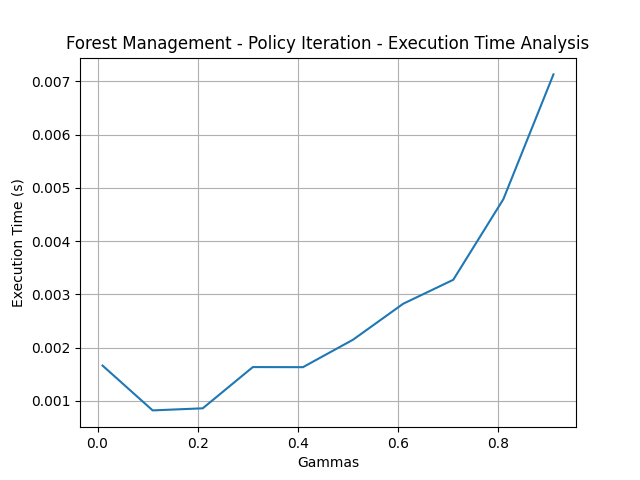 Forest Management - Policy Iteration - Execution Time Analysis
0.007
0.006
0.005
0.004
0.003
0.002
0.001
Execution Time (s)
0.0 0.2 0.4 0.6 0.8
Gammas